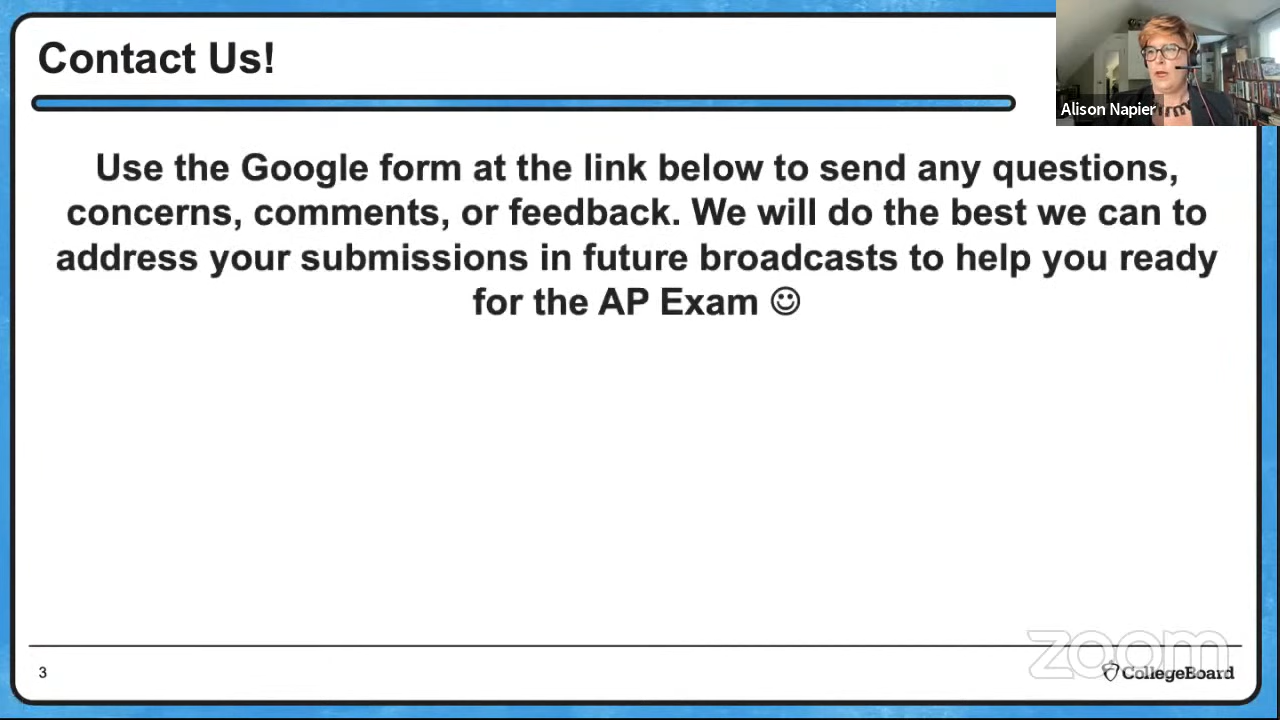 Contact Us!
Alison Napier
Use the Google form at the link below to send any questions,
concerns, comments, or feedback. We will do the best we can to
address your submissions in future broadcasts to help you ready
for the AP Exam ☺
zoom
3
CollegeBoard